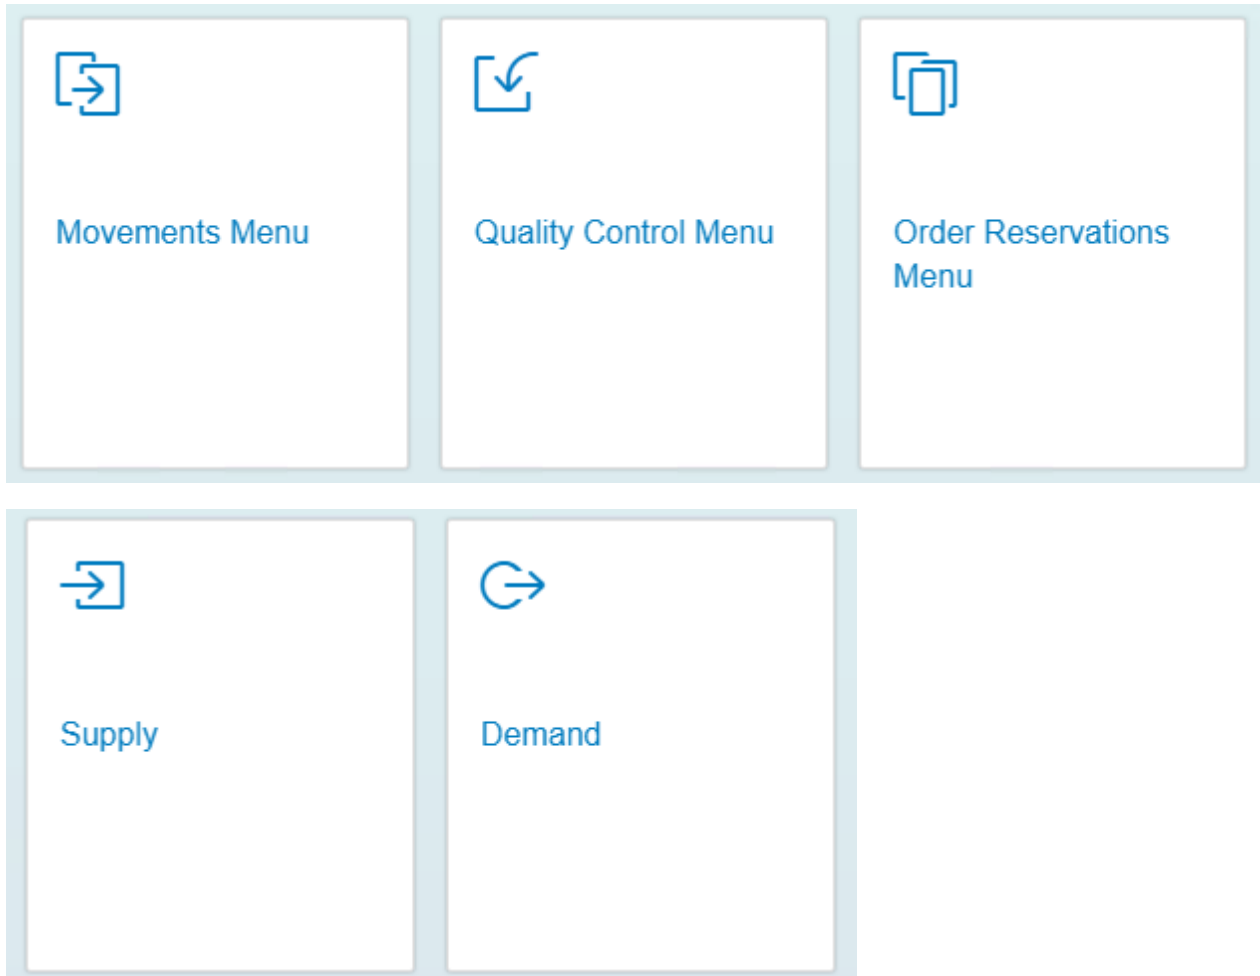 Movements Menu
Quality Control Menu
Order Reservations
Menu
Supply
Demand